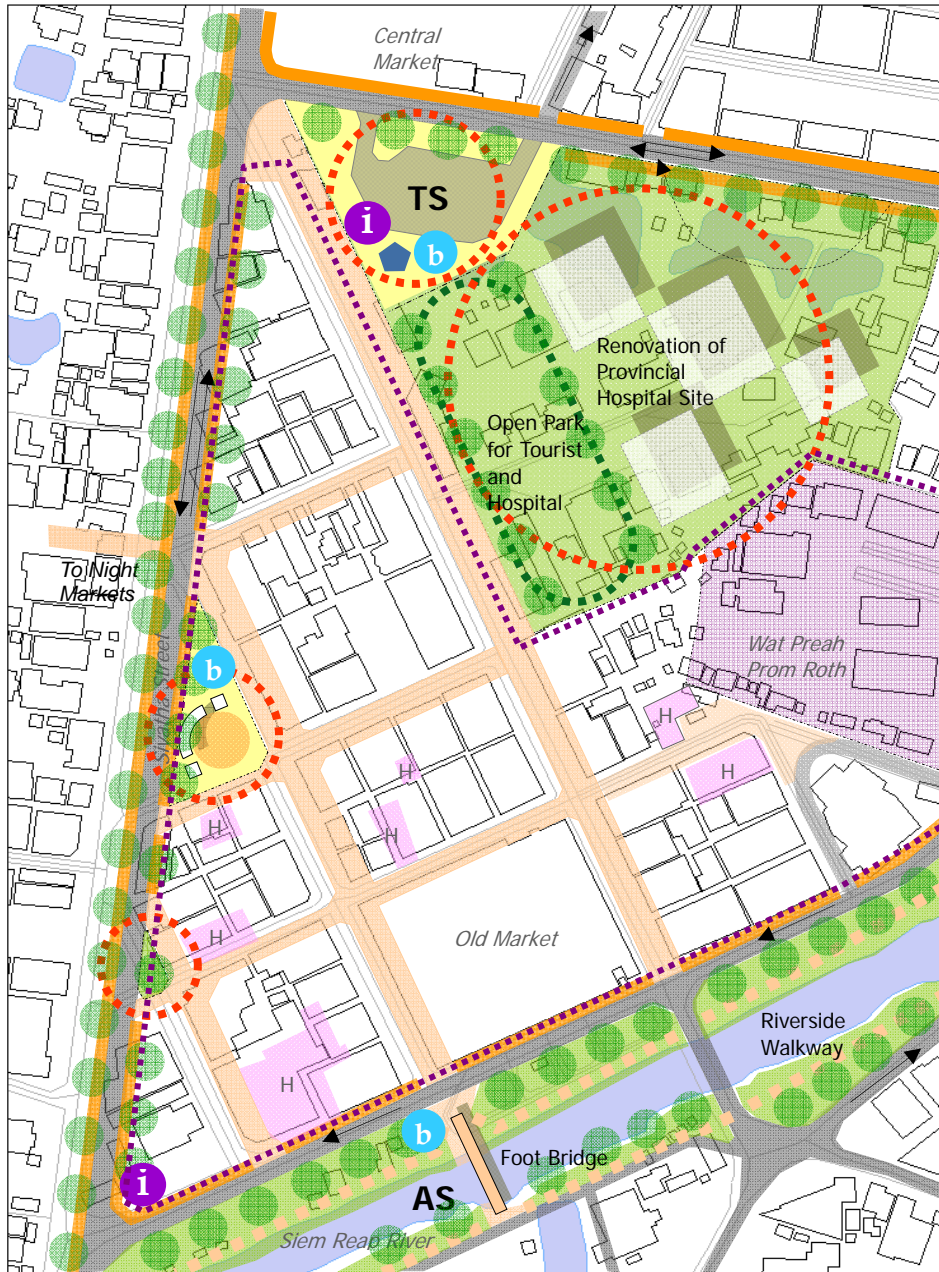 Central
Market
TS
i
b
Renovation of
Provincial
Hospital Site
Open Park
for Tourist
and
Hospital
To Night
Markets
Sivatha Street
b
Wat Preah
Prom Roth
H
H
H
H
H
H
Old Market
H
Riverside
Walkway
b
Foot Bridge
i
AS
Siem Reap River